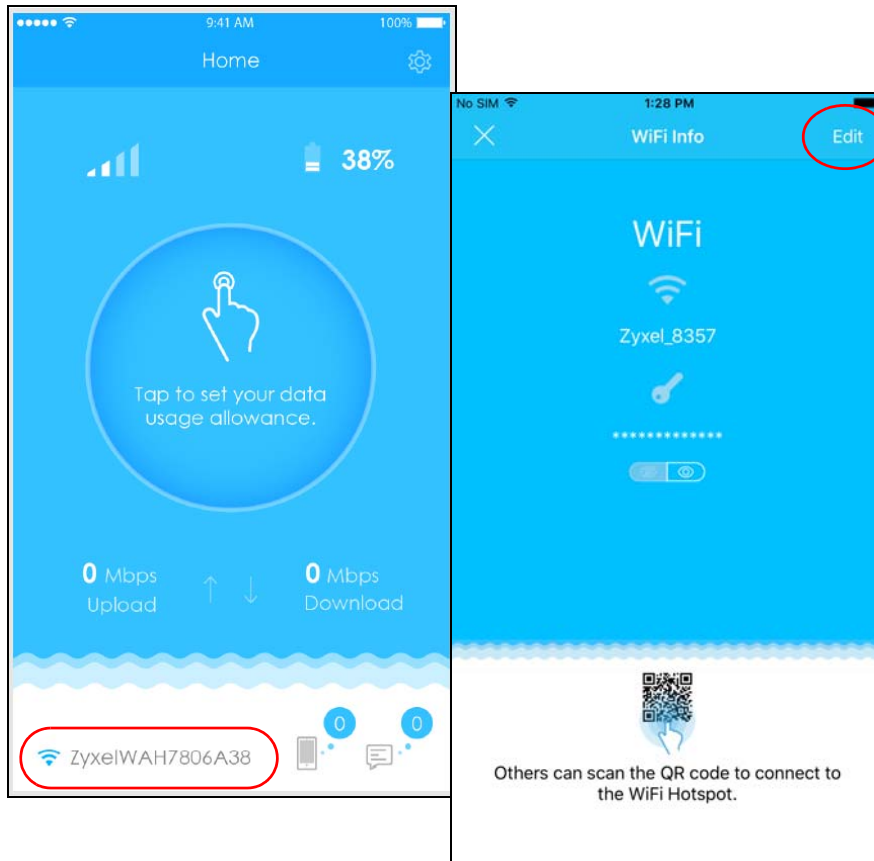 9:41 AM
100%
Home
38%
Tap to set your data
usage allowance.
0 Mbps
Upload
0 Mbps
Download
ZyxelWAH7806A38
0
0
No SIM
1:28 PM
WiFi Info
Edit
WiFi
Zyxel_8357
*************
Others can scan the QR code to connect to
the WiFi Hotspot.